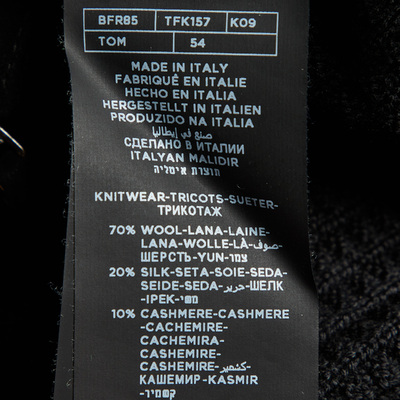 BFR85 TFK157 K09
TOM 54
MADE IN ITALY
FABRIQUÉ EN ITALIE
HECHO EN ITALIA
HERGESTELLT IN ITALIEN
PRODUZIDO NA ITALIA
صنع في إيطاليا
СДЕЛАНО В ИТАЛИИ
ITALYAN MALIDIR
תוצרת איטליה
KNITWEAR-TRICOTS-SUETER-
ТРИКОТАЖ
70% WOOL-LANA-LAINE-
LANA-WOLLE-LÀ-صوف-
ШЕРСТЬ-YUN-צמר
20% SILK-SETA-SOIE-SEDA-
SEIDE-SEDA-حرير-ШЕЛК
-IPEK-משי
10% CASHMERE-CASHMERE
-CACHEMIRE-
CACHEMIRA-
CASHEMIRE-
CASHEMIRE-كشمير-
КАШЕМИР-KASMIR
-קשמיר